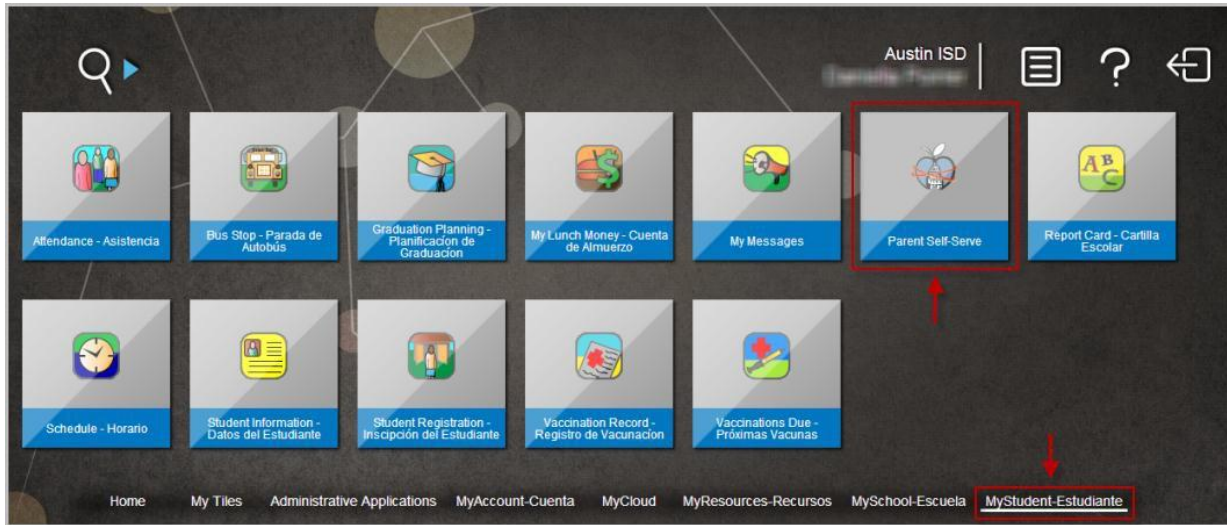 Austin ISD
Attendance - Asistencia
Bus Stop - Parada de
Autobús
Graduation Planning -
Planificacíon de
Graduacíon
My Lunch Money - Cuenta
de Almuerzo
My Messages
Parent Self-Serve
Report Card - Cartilla
Escolar
Schedule - Horario
Student Information -
Datos del Estudiante
Student Registration -
Inscipción del Estudiante
Vaccination Record -
Registro de Vacunacíon
Vaccinations Due -
Próximas Vacunas
Home My Tiles Administrative Applications MyAccount-Cuenta MyCloud MyResources-Recursos MySchool-Escuela MyStudent-Estudiante